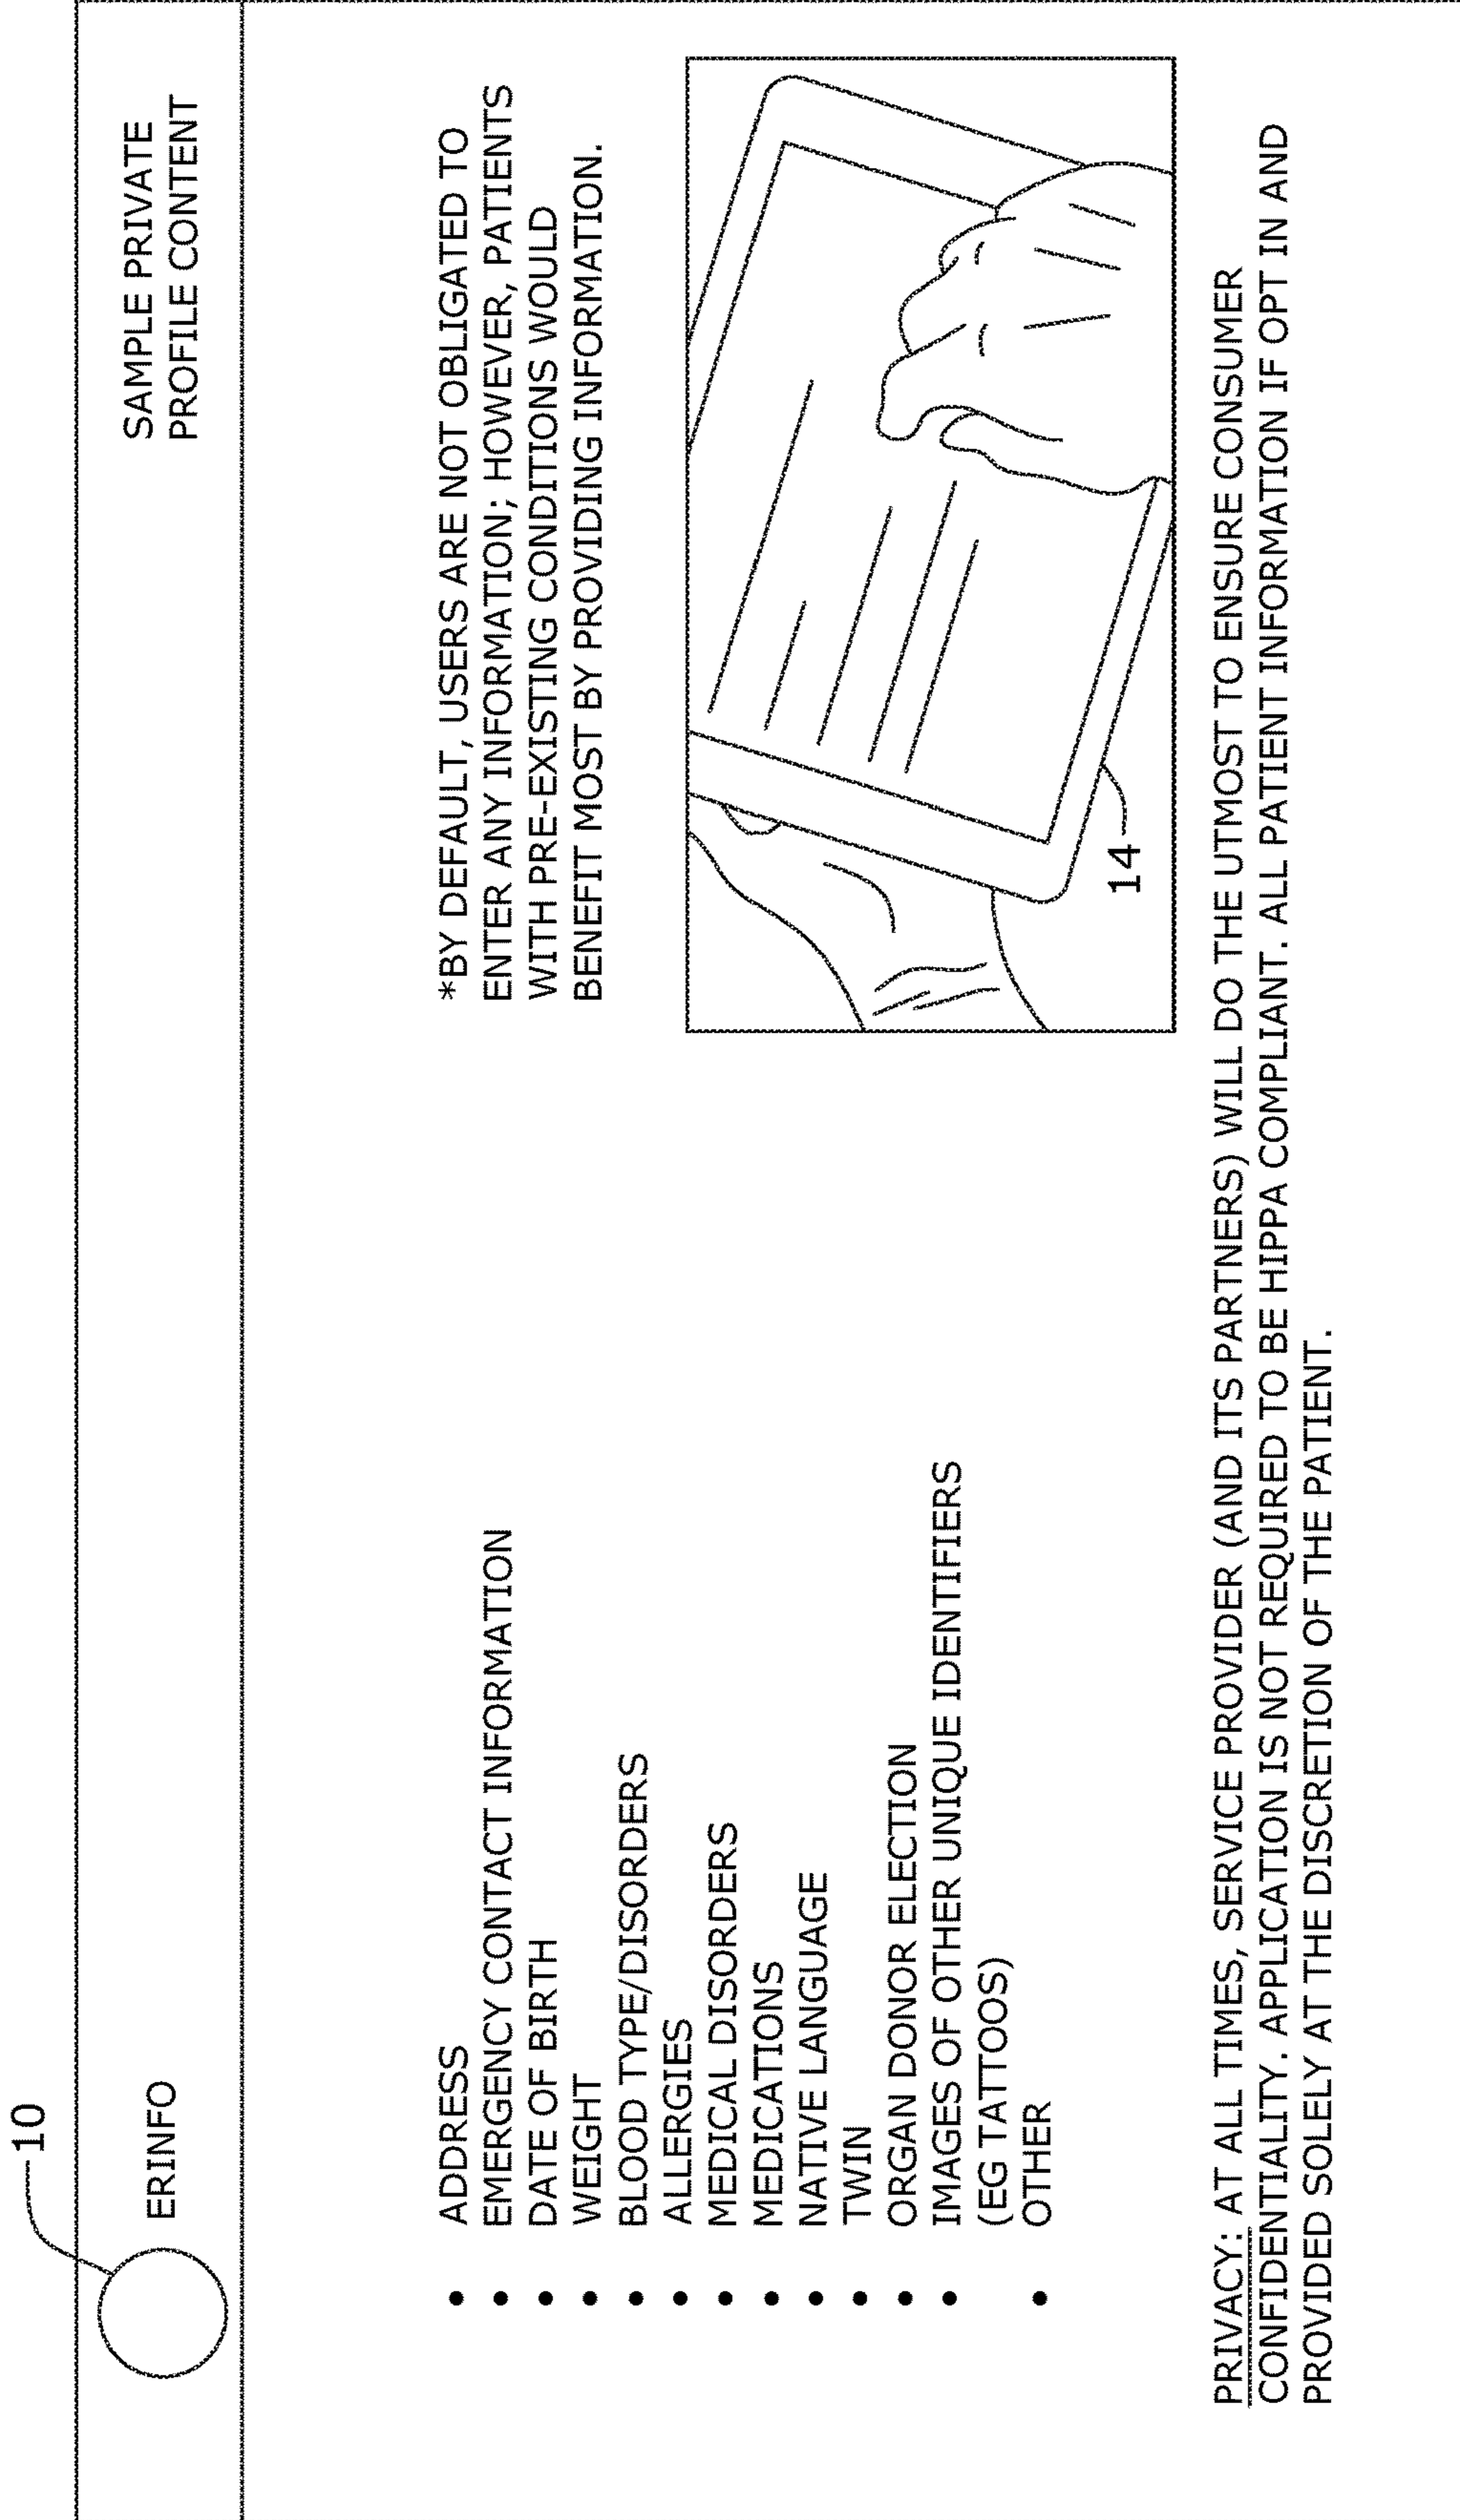 10
ERINFO
SAMPLE PRIVATE
PROFILE CONTENT
• ADDRESS
• EMERGENCY CONTACT INFORMATION
• DATE OF BIRTH
• WEIGHT
• BLOOD TYPE/DISORDERS
• ALLERGIES
• MEDICAL DISORDERS
• MEDICATIONS
• NATIVE LANGUAGE
• TWIN
• ORGAN DONOR ELECTION
• IMAGES OF OTHER UNIQUE IDENTIFIERS
(EG TATTOOS)
• OTHER
*BY DEFAULT, USERS ARE NOT OBLIGATED TO
ENTER ANY INFORMATION; HOWEVER, PATIENTS
WITH PRE-EXISTING CONDITIONS WOULD
BENEFIT MOST BY PROVIDING INFORMATION.
14
PRIVACY: AT ALL TIMES, SERVICE PROVIDER (AND ITS PARTNERS) WILL DO THE UTMOST TO ENSURE CONSUMER
CONFIDENTIALITY. APPLICATION IS NOT REQUIRED TO BE HIPPA COMPLIANT. ALL PATIENT INFORMATION IF OPT IN AND
PROVIDED SOLELY AT THE DISCRETION OF THE PATIENT.